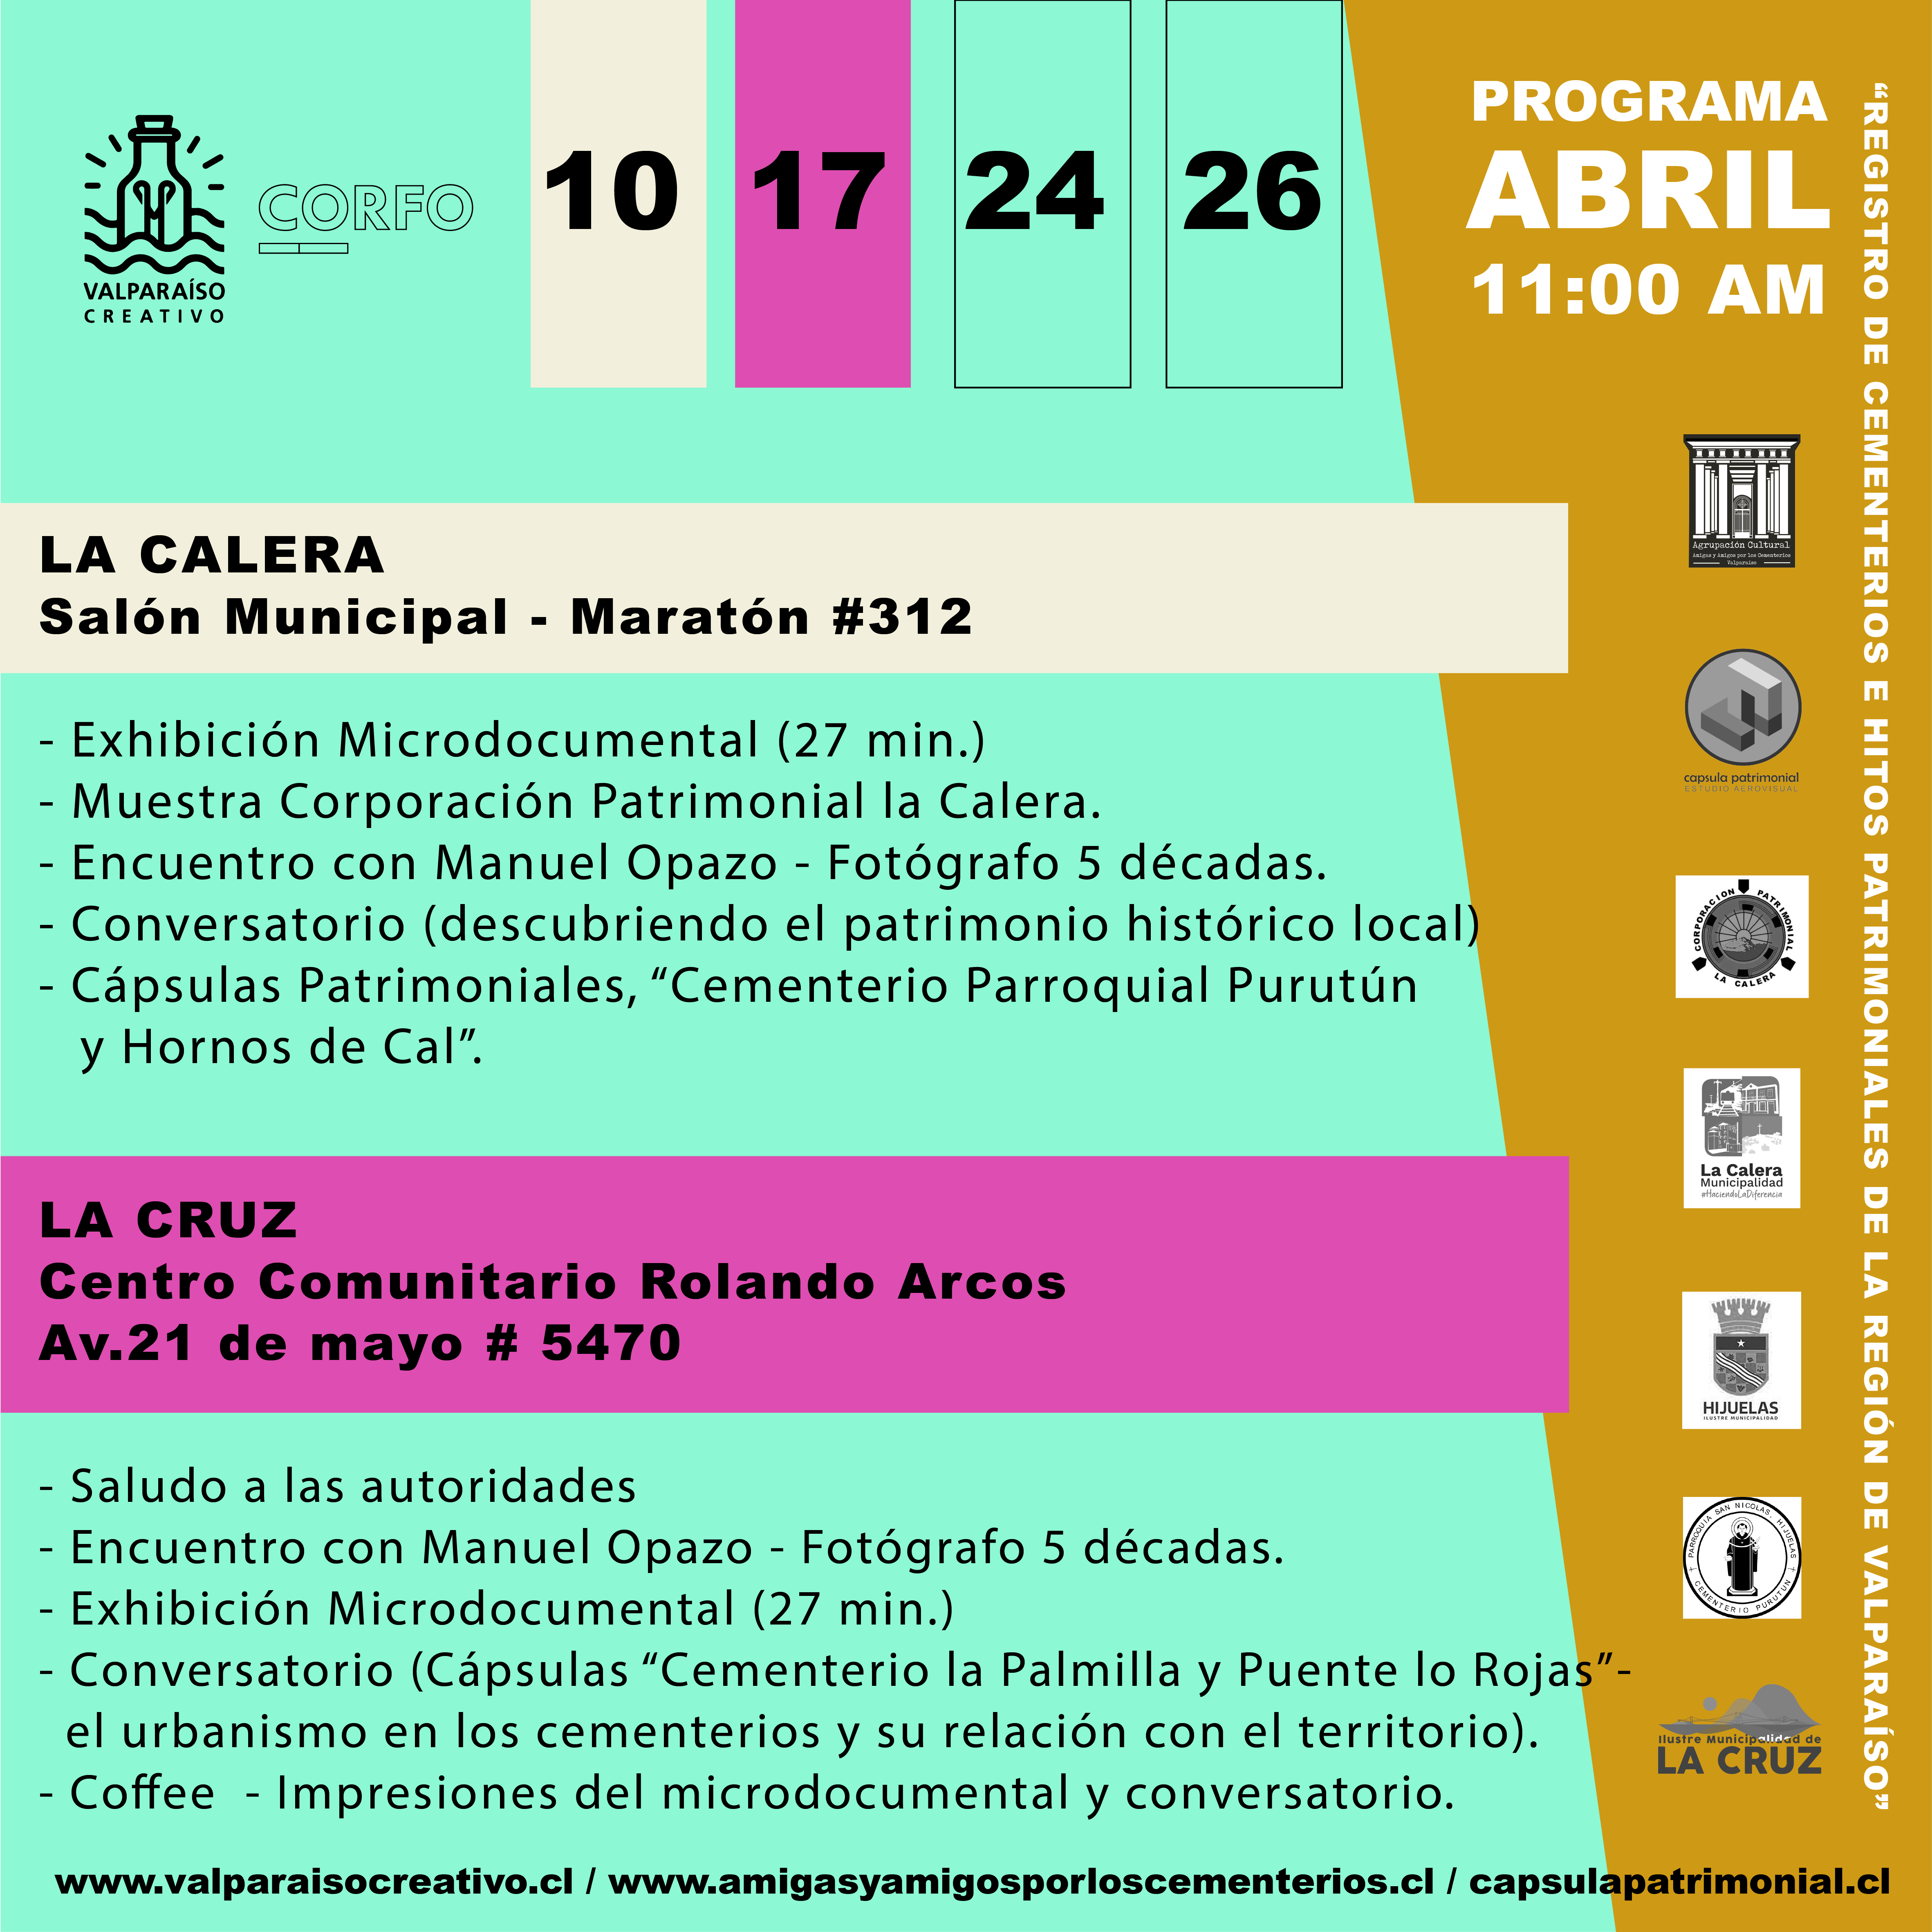 VALPARAÍSO
CREATIVO
CORFO
10 17 24 26
PROGRAMA
ABRIL
11:00 AM
“REGISTRO DE CEMENTERIOS E HITOS PATRIMONIALES DE LA REGIÓN DE VALPARAÍSO”
LA CALERA
Salón Municipal - Maratón #312
- Exhibición Microdocumental (27 min.)
- Muestra Corporación Patrimonial la Calera.
- Encuentro con Manuel Opazo - Fotógrafo 5 décadas.
- Conversatorio (descubriendo el patrimonio histórico local)
- Cápsulas Patrimoniales, “Cementerio Parroquial Purutún
y Hornos de Cal”.
LA CRUZ
Centro Comunitario Rolando Arcos
Av.21 de mayo # 5470
- Saludo a las autoridades
- Encuentro con Manuel Opazo - Fotógrafo 5 décadas.
- Exhibición Microdocumental (27 min.)
- Conversatorio (Cápsulas “Cementerio la Palmilla y Puente lo Rojas”-
el urbanismo en los cementerios y su relación con el territorio).
- Coffee - Impresiones del microdocumental y conversatorio.
Agrupación Cultural
Amigas y Amigos por los Cementerios
Valparaíso
capsula patrimonial
ESTUDIO AEROVISUAL
CORPORACION PATRIMONIAL
LA CALERA
La Calera
Municipalidad
#HaciendoLaDiferencia
HIJUELAS
ILUSTRE MUNICIPALIDAD
PARROQUIA SAN NICOLAS - HIJUELAS
CEMENTERIO PURUTUN
Ilustre Municipalidad de
LA CRUZ
www.valparaisocreativo.cl / www.amigasyamigosporloscementerios.cl / capsulapatrimonial.cl